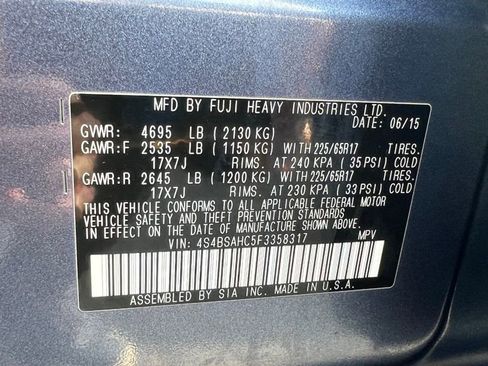 MFD BY FUJI HEAVY INDUSTRIES LTD.
DATE: 06/15
GVWR: 4695 LB (2130 KG)
GAWR:F 2535 LB (1150 KG) WITH 225/65R17 TIRES.
17X7J RIMS. AT 240 KPA (35 PSI) COLD
GAWR:R 2645 LB (1200 KG) WITH 225/65R17 TIRES.
17X7J RIMS. AT 230 KPA (33 PSI) COLD
THIS VEHICLE CONFORMS TO ALL APPLICABLE FEDERAL MOTOR
VEHICLE SAFETY AND THEFT PREVENTION STANDARDS
IN EFFECT ON THE DATE OF MANUFACTURE SHOWN ABOVE.
VIN: 4S4BSAHC5F3358317 MPV
ASSEMBLED BY SIA INC. MADE IN U.S.A.